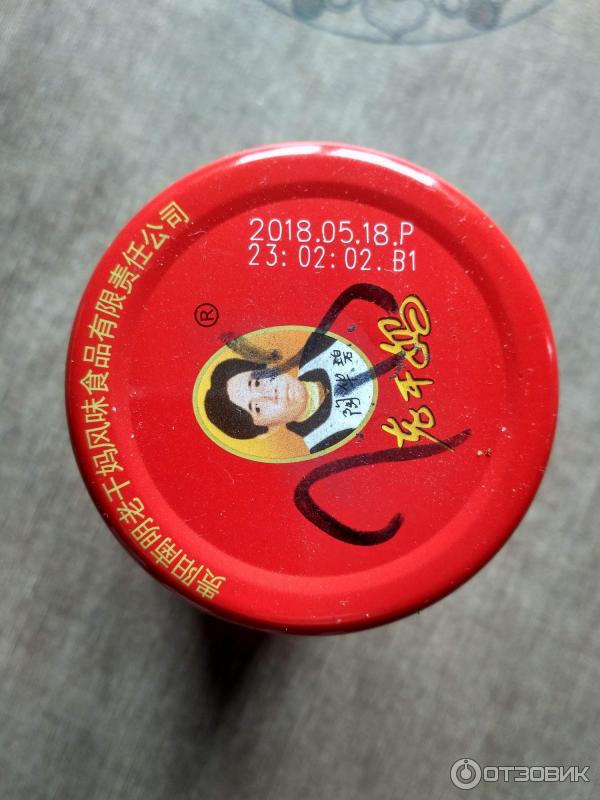 2018.05.18.P
23:02:02.B1
®
陶华碧
老干妈
贵阳南明老干妈风味食品有限责任公司
ОТЗОВИК